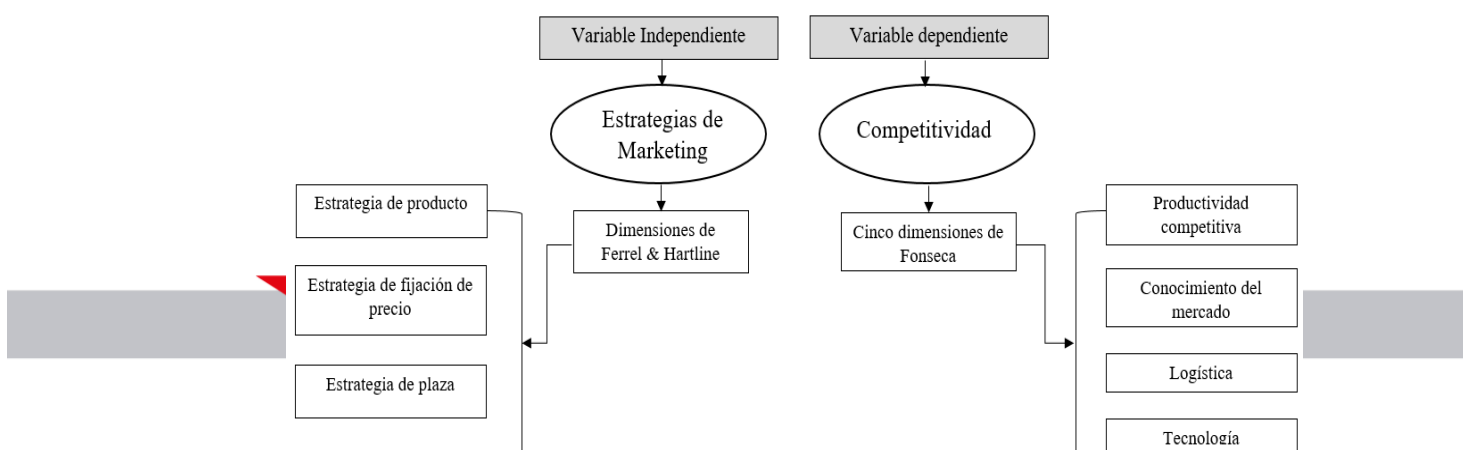 Variable Independiente
Variable dependiente
Estrategias de
Marketing
Competitividad
Estrategia de producto
Dimensiones de
Ferrel & Hartline
Cinco dimensiones de
Fonseca
Productividad
competitiva
Estrategia de fijación de
precio
Conocimiento del
mercado
Estrategia de plaza
Logística
Tecnología